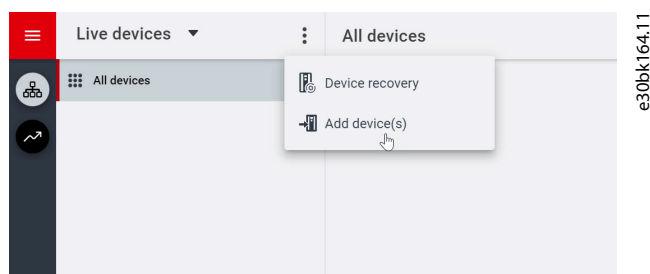 Live devices
All devices
All devices
Device recovery
Add device(s)
e30bk164.11